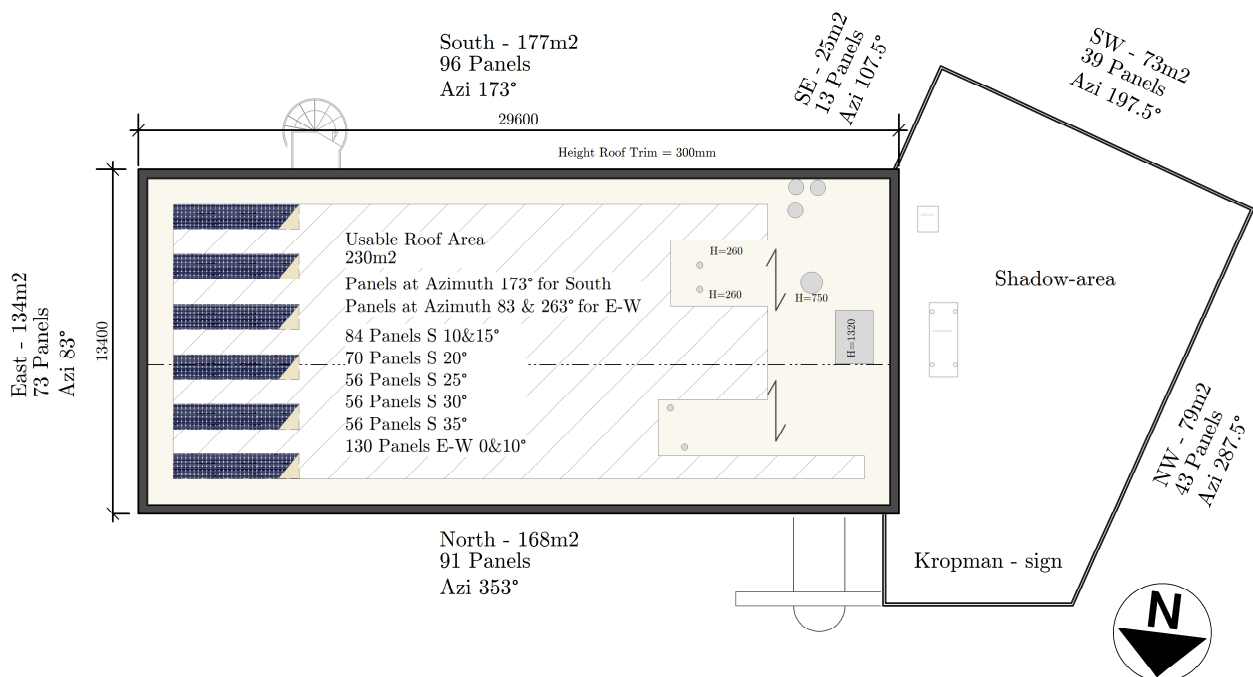 South - 177m2
96 Panels
Azi 173°
SE - 25m2
13 Panels
Azi 107.5°
SW - 73m2
39 Panels
Azi 197.5°
29600
Height Roof Trim = 300mm
Usable Roof Area
230m2
Panels at Azimuth 173° for South
Panels at Azimuth 83 & 263° for E-W
84 Panels S 10&15°
70 Panels S 20°
56 Panels S 25°
56 Panels S 30°
56 Panels S 35°
130 Panels E-W 0&10°
H=260
H=260
H=750
H=1320
Shadow-area
East - 134m2
73 Panels
Azi 83°
13400
NW - 79m2
43 Panels
Azi 287.5°
North - 168m2
91 Panels
Azi 353°
Kropman - sign
N